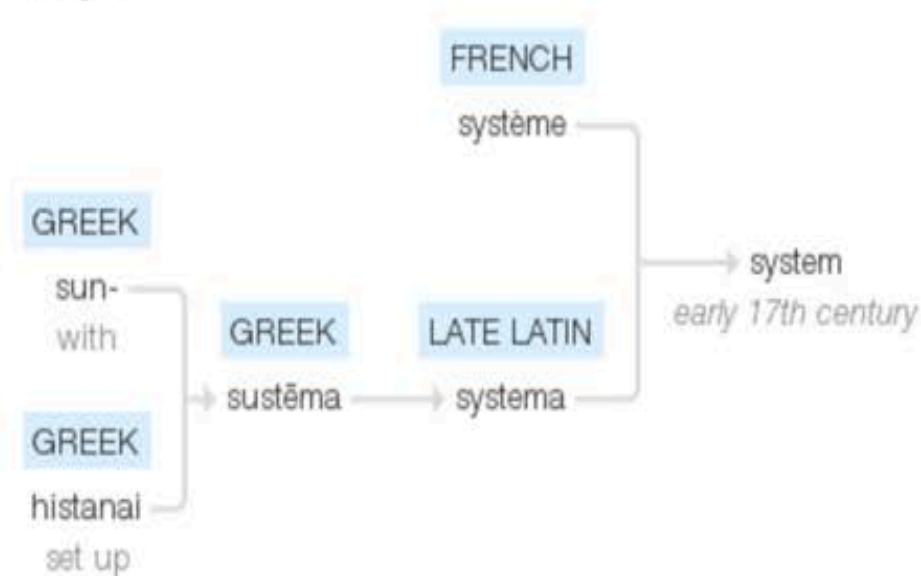 FRENCH
système
GREEK
sun-
with
GREEK
sustēma
LATE LATIN
systema
system
early 17th century
GREEK
histanai
set up